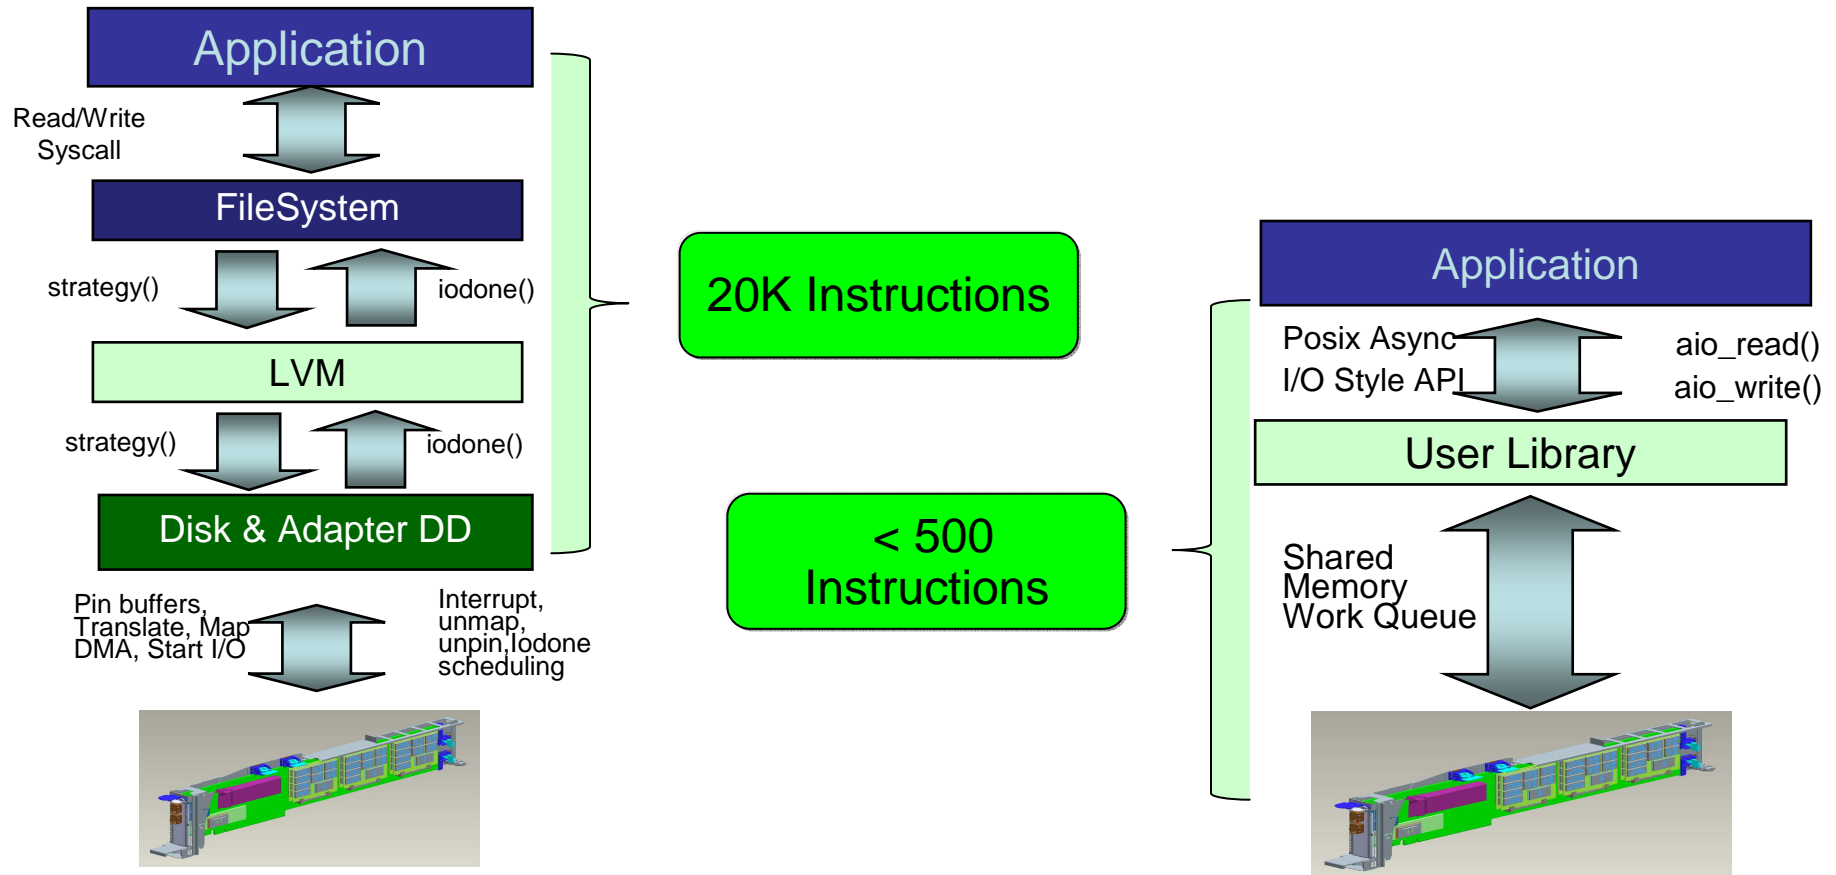 Application
Read/Write
Syscall
FileSystem
strategy()
iodone()
LVM
strategy()
iodone()
Disk & Adapter DD
Pin buffers,
Translate, Map
DMA, Start I/O
Interrupt,
unmap,
unpin,Iodone
scheduling
20K Instructions
< 500
Instructions
Application
Posix Async
I/O Style API
aio_read()
aio_write()
User Library
Shared
Memory
Work Queue